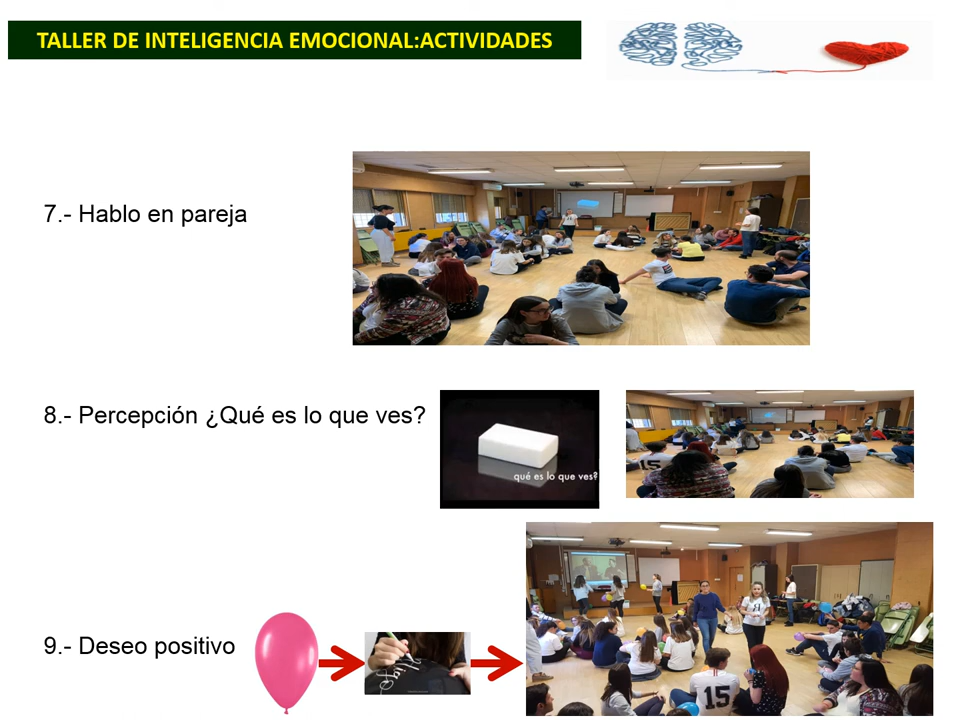 TALLER DE INTELIGENCIA EMOCIONAL:ACTIVIDADES
7.- Hablo en pareja
8.- Percepción ¿Qué es lo que ves?
qué es lo que ves?
15
9.- Deseo positivo
15